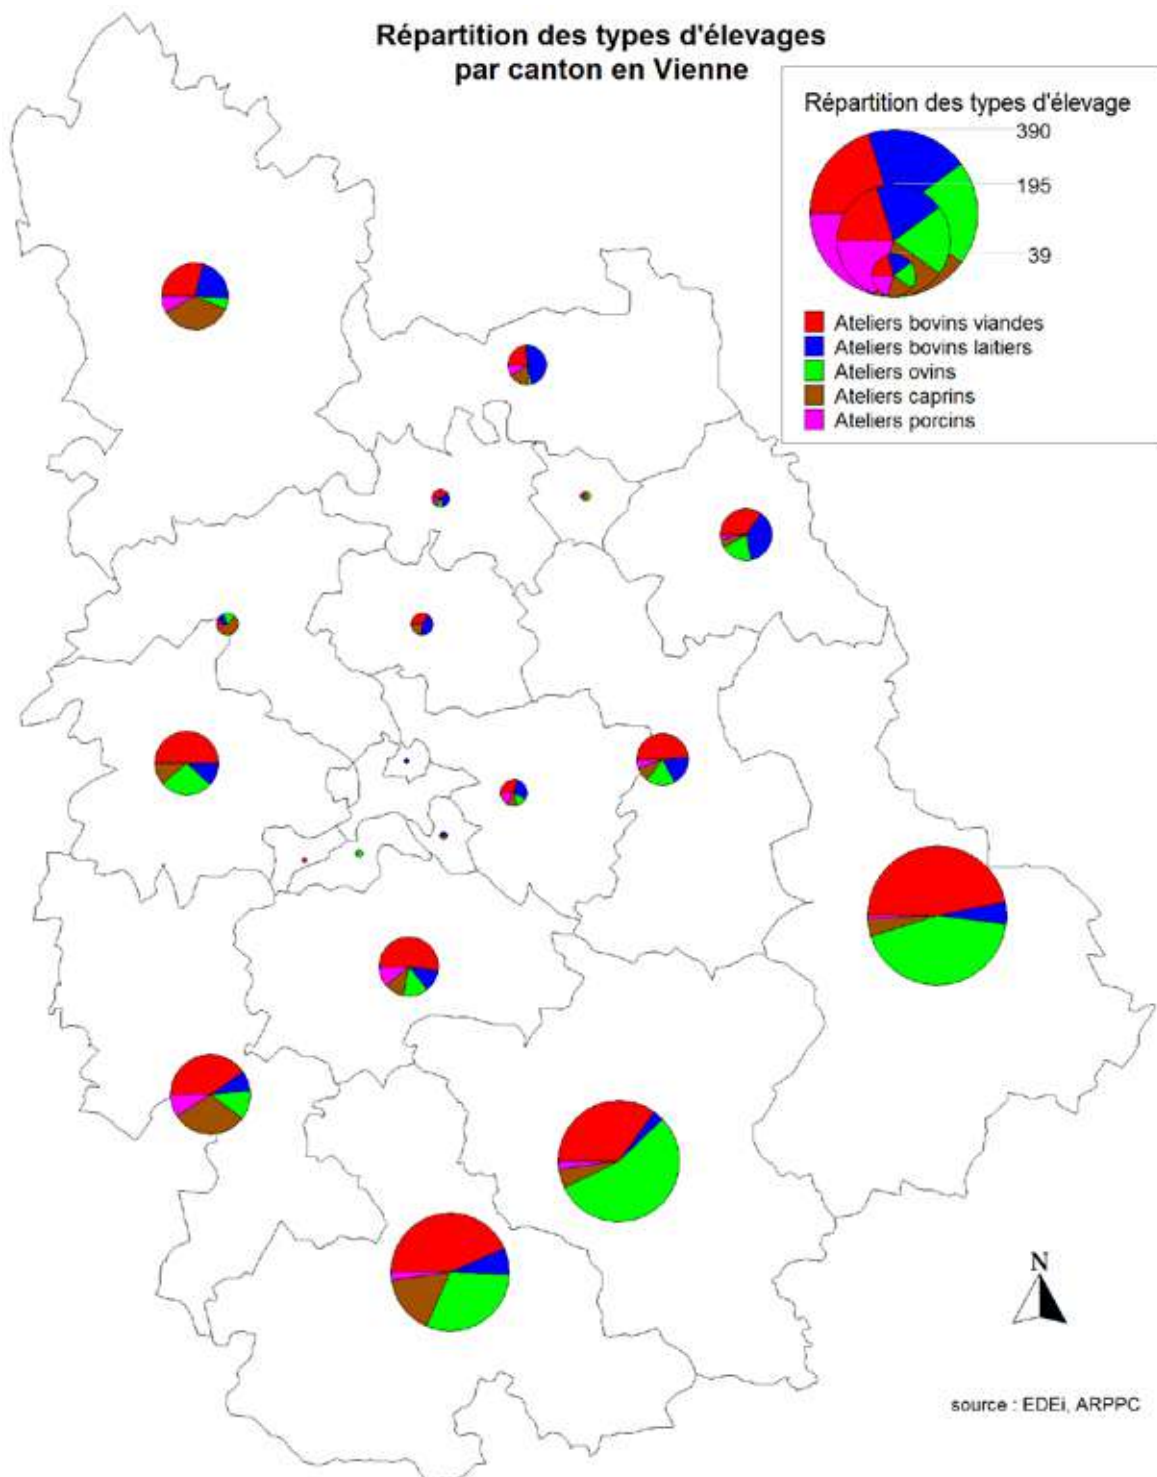 Répartition des types d'élevages
par canton en Vienne
Répartition des types d'élevage
390
195
39
Ateliers bovins viandes
Ateliers bovins laitiers
Ateliers ovins
Ateliers caprins
Ateliers porcins
N
source : EDEi, ARPPC